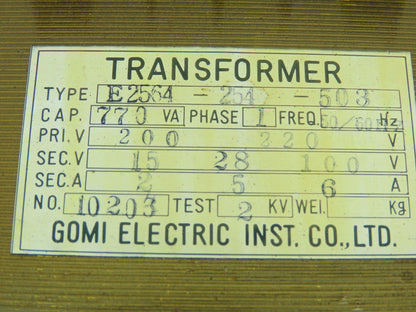 TRANSFORMER
TYPE E2564 - 254 - 503
CAP. 770 VA PHASE 1 FREQ. 50/60Hz Hz
PRI. V 200 220 V
SEC. V 15 28 100 V
SEC. A 2 5 6 A
NO. 10203 TEST 2 KV WEI. Kg
GOMI ELECTRIC INST. CO., LTD.